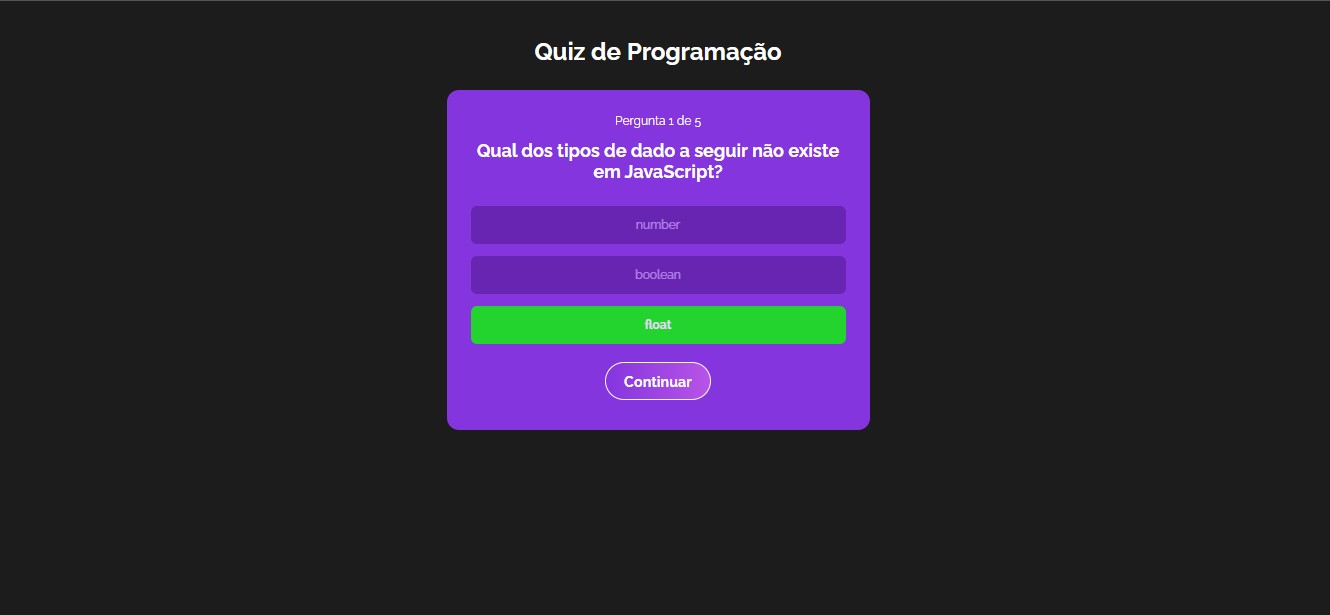 Quiz de Programação
Pergunta 1 de 5
Qual dos tipos de dado a seguir não existe
em JavaScript?
number
boolean
float
Continuar